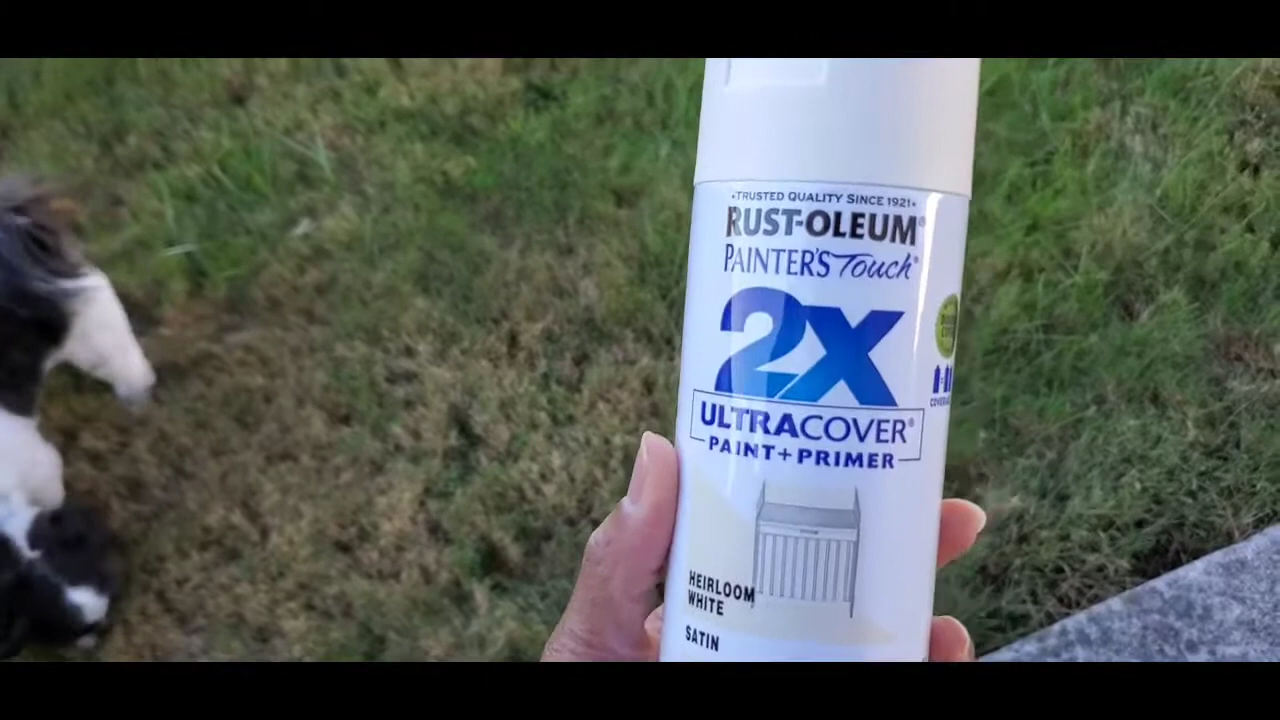 •TRUSTED QUALITY SINCE 1921•
RUST-OLEUM®
PAINTER'S Touch®
2X
ULTRACOVER®
PAINT+PRIMER
HEIRLOOM
WHITE
SATIN